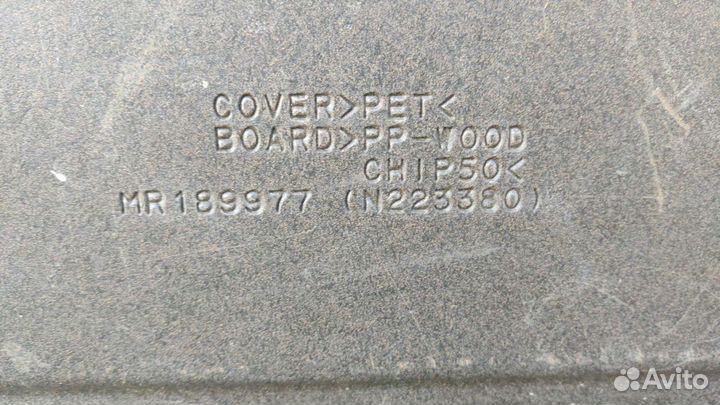 COVER>PET<
BOARD>PP-WOOD
CHIP50<
MR189977 (N223380)
Avito